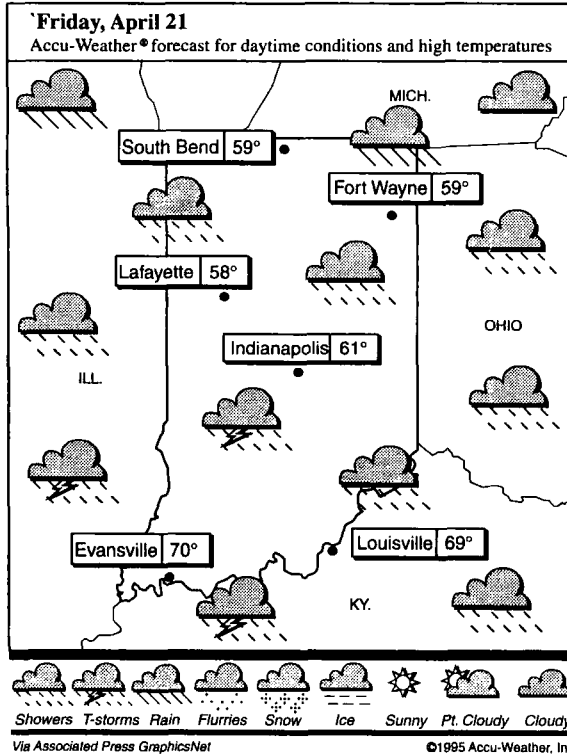 Friday, April 21
Accu-Weather® forecast for daytime conditions and high temperatures
MICH.
South Bend 59°
Fort Wayne 59°
Lafayette 58°
OHIO
Indianapolis 61°
ILL.
Evansville 70°
Louisville 69°
KY.
Showers T-storms Rain Flurries Snow Ice Sunny Pt. Cloudy Cloudy
Via Associated Press GraphicsNet ©1995 Accu-Weather, In